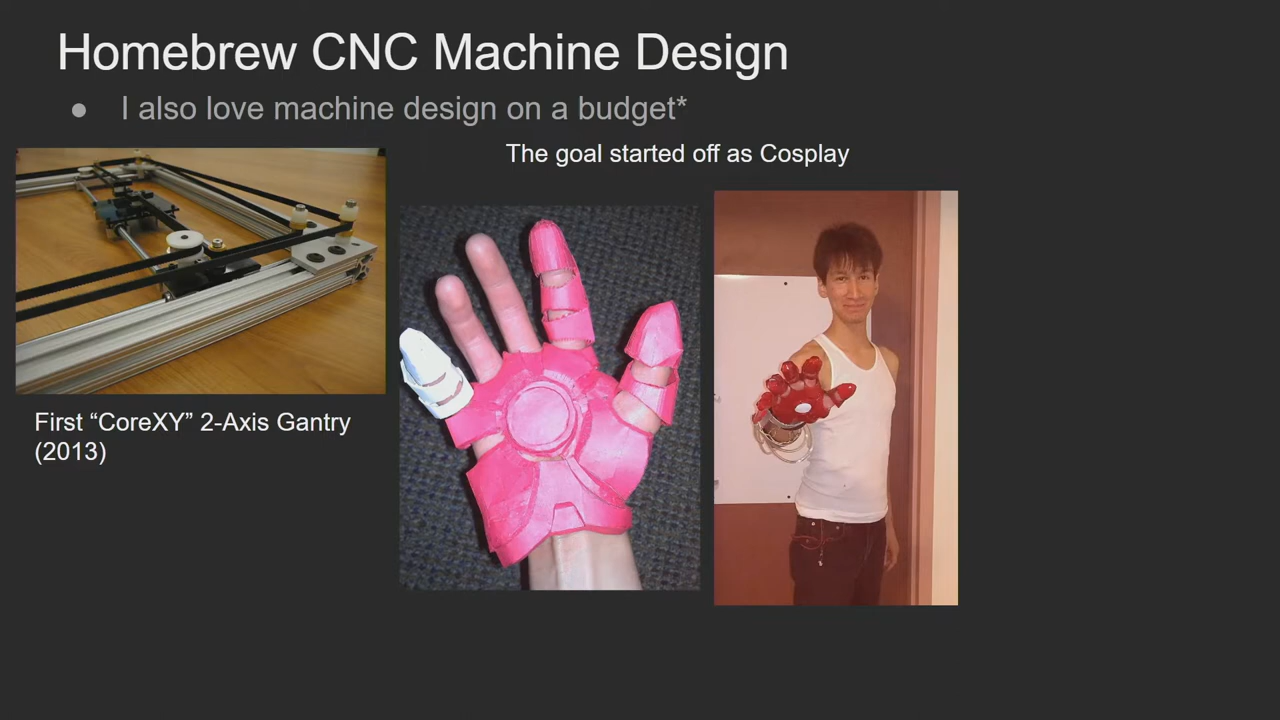 Homebrew CNC Machine Design
● I also love machine design on a budget*
The goal started off as Cosplay
First “CoreXY” 2-Axis Gantry
(2013)